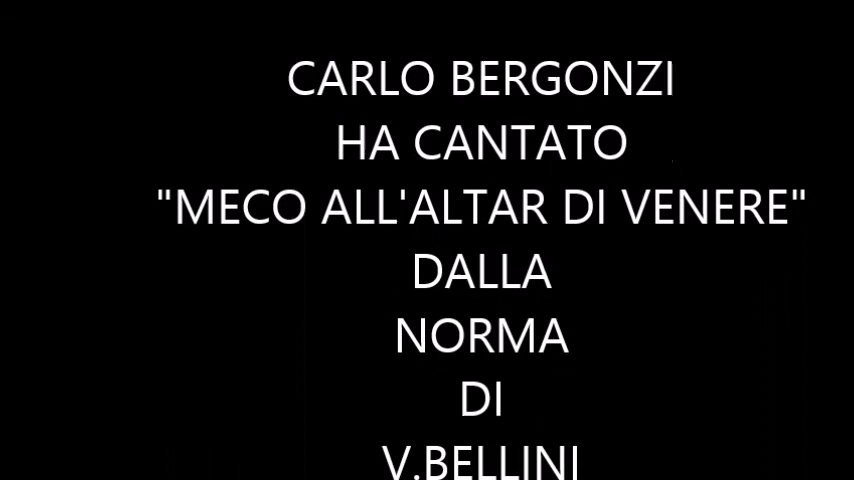 CARLO BERGONZI
HA CANTATO
"MECO ALL'ALTAR DI VENERE"
DALLA
NORMA
DI
V.BELLINI